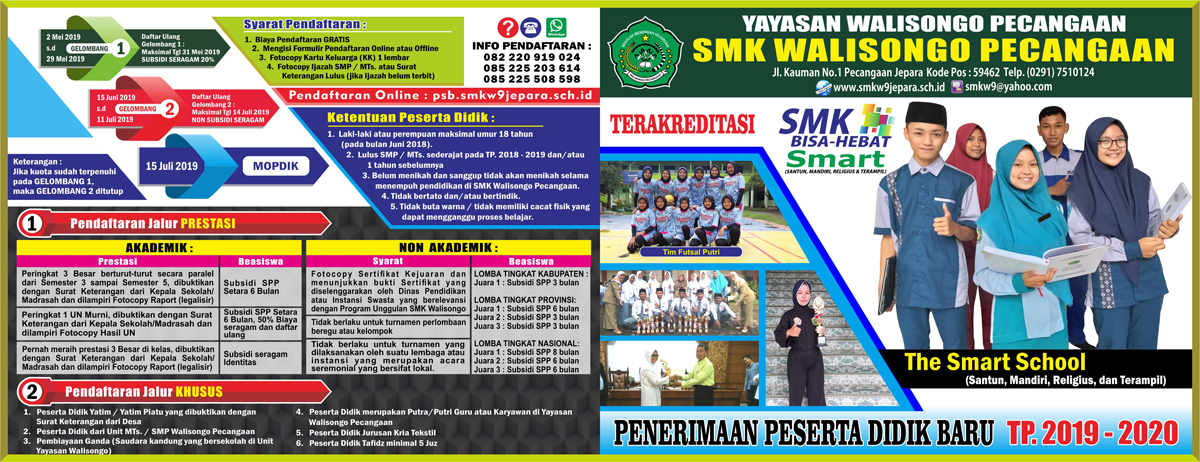 2 Mei 2019
s.d
29 Mei 2019
GELOMBANG
1
Daftar Ulang
Gelombang 1 :
Maksimal Tgl 31 Mei 2019
SUBSIDI SERAGAM 20%
15 Juni 2019
s.d
11 Juli 2019
GELOMBANG
2
Daftar Ulang
Gelombang 2 :
Maksimal Tgl 14 Juli 2019
NON SUBSIDI SERAGAM
15 Juli 2019
MOPDIK
Keterangan :
Jika kuota sudah terpenuhi
pada GELOMBANG 1,
maka GELOMBANG 2 ditutup
Syarat Pendaftaran :
1. Biaya Pendaftaran GRATIS
2. Mengisi Formulir Pendaftaran Online atau Offline
3. Fotocopy Kartu Keluarga (KK) 1 lembar
4. Fotocopy Ijazah SMP / MTs. atau Surat
Keterangan Lulus (jika Ijazah belum terbit)
INFO PENDAFTARAN :
082 220 919 024
085 225 203 614
085 225 508 598
Pendaftaran Online : psb.smkw9jepara.sch.id
Ketentuan Peserta Didik :
1. Laki-laki atau perempuan maksimal umur 18 tahun
(pada bulan Juni 2018).
2. Lulus SMP / MTs. sederajat pada TP. 2018 - 2019 dan/atau
1 tahun sebelumnya
3. Belum menikah dan sanggup tidak akan menikah selama
menempuh pendidikan di SMK Walisongo Pecangaan.
4. Tidak bertato dan/atau bertindik.
5. Tidak buta warna / tidak memiliki cacat fisik yang
dapat mengganggu proses belajar.
1 Pendaftaran Jalur PRESTASI
AKADEMIK :
Prestasi
Beasiswa
Peringkat 3 Besar berturut-turut secara paralel
dari Semester 3 sampai Semester 5, dibuktikan
dengan Surat Keterangan dari Kepala Sekolah/
Madrasah dan dilampiri Fotocopy Raport (legalisir)
Subsidi SPP
Setara 6 Bulan
Peringkat 1 UN Murni, dibuktikan dengan Surat
Keterangan dari Kepala Sekolah/Madrasah dan
dilampiri Fotocopy Hasil UN
Subsidi SPP Setara
6 Bulan, 50% Biaya
seragam dan daftar
ulang
Pernah meraih prestasi 3 Besar di kelas, dibuktikan
dengan Surat Keterangan dari Kepala Sekolah/
Madrasah dan dilampiri Fotocopy Raport (legalisir)
Subsidi seragam
Identitas
NON AKADEMIK :
Syarat
Beasiswa
Fotocopy Sertifikat Kejuaran dan
menunjukkan bukti Sertifikat yang
diselenggarakan oleh Dinas Pendidikan
atau Instansi Swasta yang berelevansi
dengan Program Unggulan SMK Walisongo
Tidak berlaku untuk turnamen perlombaan
beregu atau kelompok
Tidak berlaku untuk turnamen yang
dilaksanakan oleh suatu lembaga atau
instansi yang merupakan acara
seremonial yang bersifat lokal.
LOMBA TINGKAT KABUPATEN :
Juara 1 : Subsidi SPP 3 bulan
LOMBA TINGKAT PROVINSI:
Juara 1 : Subsidi SPP 6 bulan
Juara 2 : Subsidi SPP 3 bulan
Juara 3 : Subsidi SPP 3 bulan
LOMBA TINGKAT NASIONAL:
Juara 1 : Subsidi SPP 8 bulan
Juara 2 : Subsidi SPP 6 bulan
Juara 3 : Subsidi SPP 6 bulan
2 Pendaftaran Jalur KHUSUS
1. Peserta Didik Yatim / Yatim Piatu yang dibuktikan dengan
Surat Keterangan dari Desa
2. Peserta Didik dari Unit MTs. / SMP Walisongo Pecangaan
3. Pembiayaan Ganda (Saudara kandung yang bersekolah di Unit
Yayasan Walisongo)
4. Peserta Didik merupakan Putra/Putri Guru atau Karyawan di Yayasan
Walisongo Pecangaan
5. Peserta Didik Jurusan Kria Tekstil
6. Peserta Didik Tafidz minimal 5 Juz
YAYASAN WALISONGO PECANGAAN
SMK WALISONGO PECANGAAN
Jl. Kauman No.1 Pecangaan Jepara Kode Pos : 59462 Telp. (0291) 7510124
www.smkw9jepara.sch.id smkw9@yahoo.com
TERAKREDITASI
SMK
BISA-HEBAT
Smart
(SANTUN, MANDIRI, RELIGIUS & TERAMPIL)
Tim Futsal Putri
The Smart School
(Santun, Mandiri, Religius, dan Terampil)
PENERIMAAN PESERTA DIDIK BARU TP. 2019 - 2020